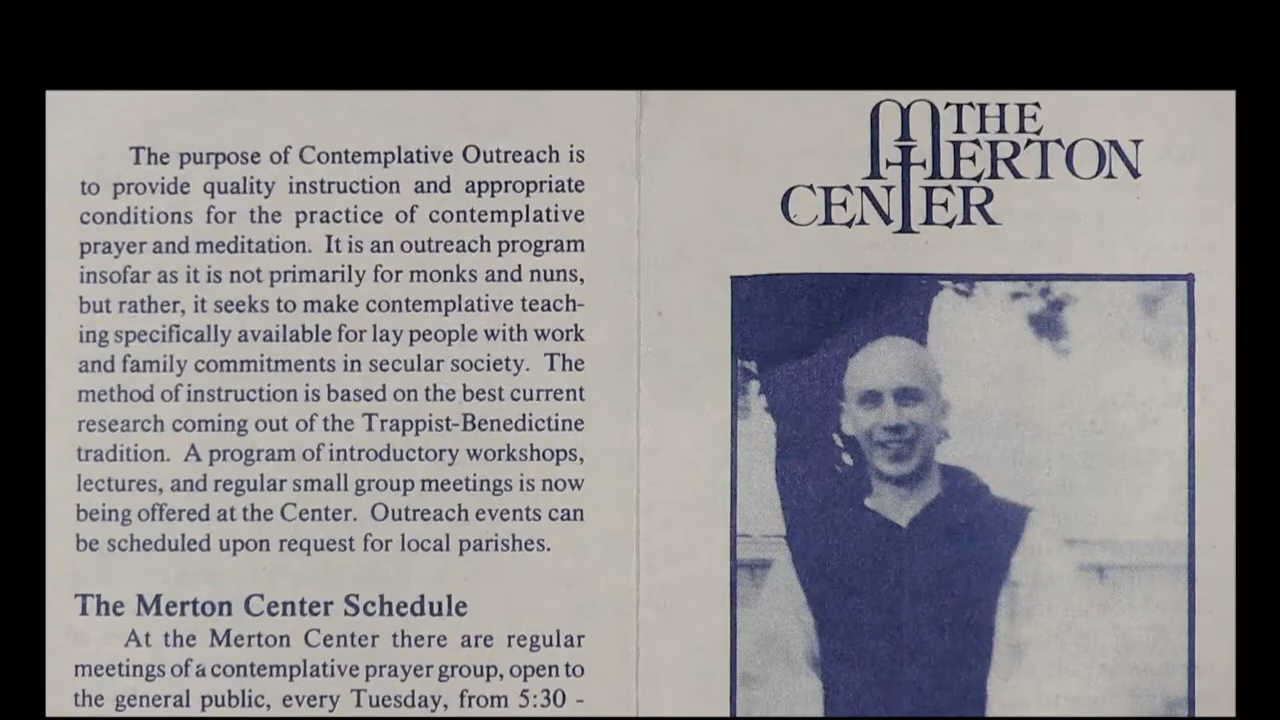 The purpose of Contemplative Outreach is
to provide quality instruction and appropriate
conditions for the practice of contemplative
prayer and meditation. It is an outreach program
insofar as it is not primarily for monks and nuns,
but rather, it seeks to make contemplative teach-
ing specifically available for lay people with work
and family commitments in secular society. The
method of instruction is based on the best current
research coming out of the Trappist-Benedictine
tradition. A program of introductory workshops,
lectures, and regular small group meetings is now
being offered at the Center. Outreach events can
be scheduled upon request for local parishes.
The Merton Center Schedule
At the Merton Center there are regular
meetings of a contemplative prayer group, open to
the general public, every Tuesday, from 5:30 -
THE
MERTON
CENTER